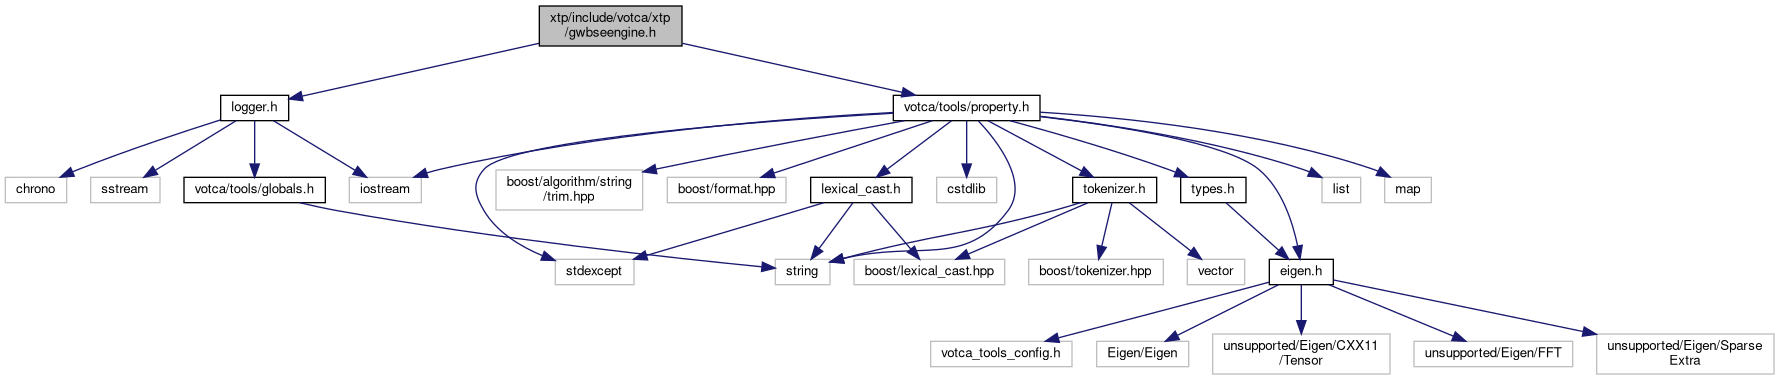 xtp/include/votca/xtp
/gwbseengine.h
logger.h
votca/tools/property.h
chrono
sstream
votca/tools/globals.h
iostream
boost/algorithm/string
/trim.hpp
boost/format.hpp
lexical_cast.h
cstdlib
tokenizer.h
types.h
list
map
stdexcept
string
boost/lexical_cast.hpp
boost/tokenizer.hpp
vector
eigen.h
votca_tools_config.h
Eigen/Eigen
unsupported/Eigen/CXX11
/Tensor
unsupported/Eigen/FFT
unsupported/Eigen/Sparse
Extra